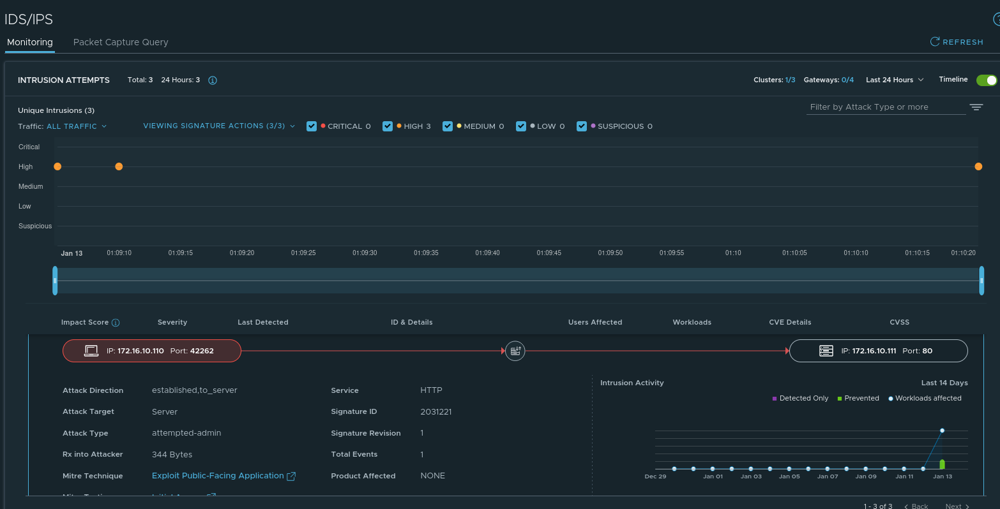 IDS/IPS
Monitoring Packet Capture Query
REFRESH
INTRUSION ATTEMPTS Total: 3 24 Hours: 3
Clusters: 1/3 Gateways: 0/4 Last 24 Hours Timeline
Unique Intrusions (3)
Filter by Attack Type or more
Traffic: ALL TRAFFIC VIEWING SIGNATURE ACTIONS (3/3) CRITICAL 0 HIGH 3 MEDIUM 0 LOW 0 SUSPICIOUS 0
Critical
High
Medium
Low
Suspicious
Jan 13 01:09:10 01:09:15 01:09:20 01:09:25 01:09:30 01:09:35 01:09:40 01:09:45 01:09:50 01:09:55 01:10 01:10:05 01:10:10 01:10:15 01:10:20
Impact Score Severity Last Detected ID & Details Users Affected Workloads CVE Details CVSS
IP: 172.16.10.110 Port: 42262
IP: 172.16.10.111 Port: 80
Attack Direction established,to_server
Attack Target Server
Attack Type attempted-admin
Rx into Attacker 344 Bytes
Mitre Technique Exploit Public-Facing Application
Service HTTP
Signature ID 2031221
Signature Revision 1
Total Events 1
Product Affected NONE
Intrusion Activity Last 14 Days
Detected Only Prevented Workloads affected
Dec 29 Jan 01 Jan 03 Jan 05 Jan 07 Jan 09 Jan 11 Jan 13
1 - 3 of 3 Back Next